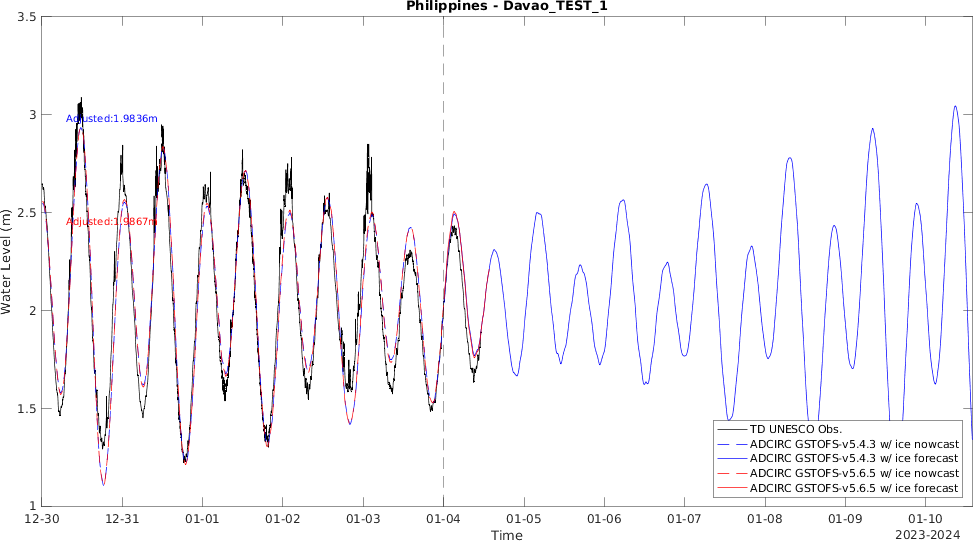 Philippines - Davao_TEST_1
3.5
3
2.5
2
1.5
1
Water Level (m)
Adjusted:1.9836m
Adjusted:1.9867m
TD UNESCO Obs.
ADCIRC GSTOFS-v5.4.3 w/ ice nowcast
ADCIRC GSTOFS-v5.4.3 w/ ice forecast
ADCIRC GSTOFS-v5.6.5 w/ ice nowcast
ADCIRC GSTOFS-v5.6.5 w/ ice forecast
12-30 12-31 01-01 01-02 01-03 01-04 01-05 01-06 01-07 01-08 01-09 01-10
Time
2023-2024